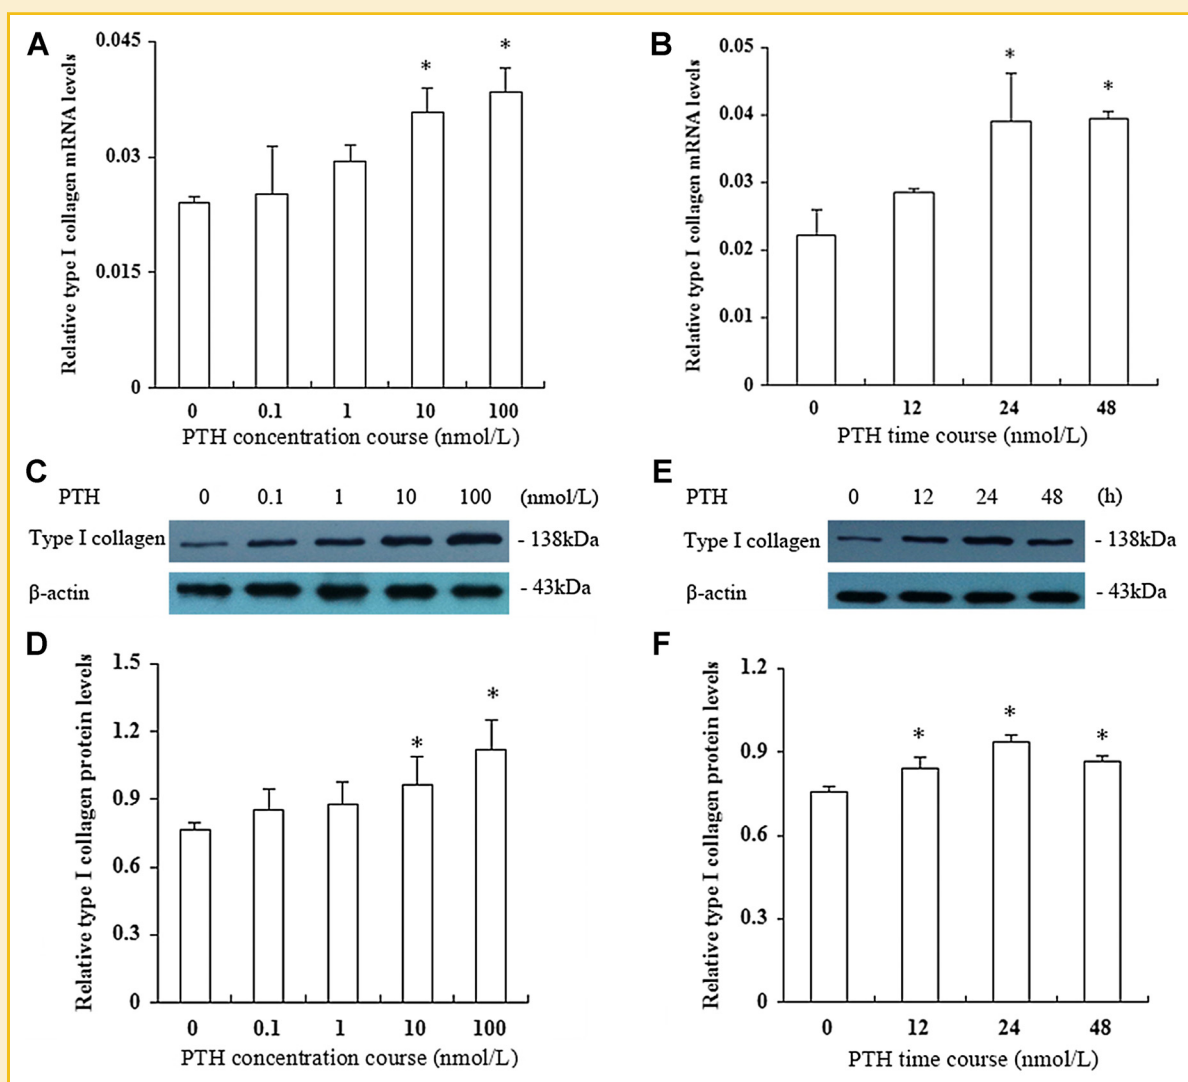 A
Relative type I collagen mRNA levels
0.045
0.03
0.015
0
* *
0 0.1 1 10 100
PTH concentration course (nmol/L)
B
Relative type I collagen mRNA levels
0.05
0.04
0.03
0.02
0.01
0
* *
0 12 24 48
PTH time course (nmol/L)
C
PTH 0 0.1 1 10 100 (nmol/L)
Type I collagen - 138kDa
β-actin - 43kDa
E
PTH 0 12 24 48 (h)
Type I collagen - 138kDa
β-actin - 43kDa
D
Relative type I collagen protein levels
1.5
1.2
0.9
0.6
0.3
0
* *
0 0.1 1 10 100
PTH concentration course (nmol/L)
F
Relative type I collagen protein levels
1.2
0.9
0.6
0.3
0
* * *
0 12 24 48
PTH time course (nmol/L)